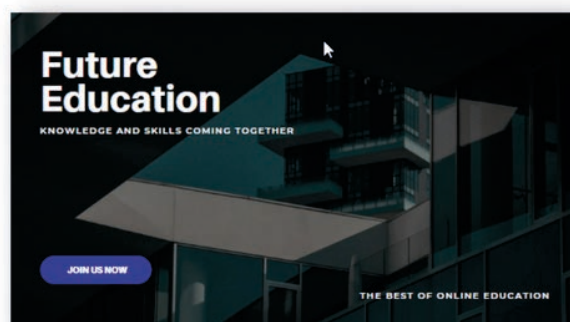 Future
Education
KNOWLEDGE AND SKILLS COMING TOGETHER
JOIN US NOW
THE BEST OF ONLINE EDUCATION